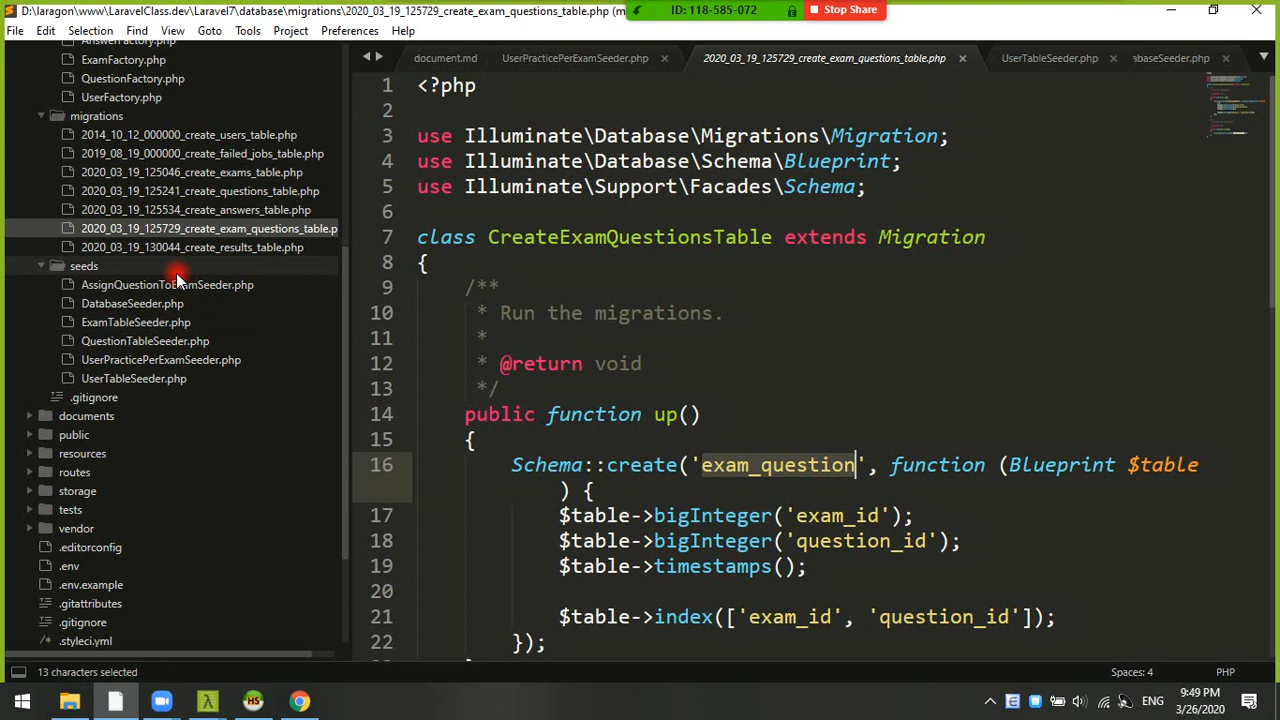 D:\laragon\www\LaravelClass.dev\Laravel7\database\migrations\2020_03_19_125729_create_exam_questions_table.php (m
ID: 118-585-072
Stop Share
File Edit Selection Find View Goto Tools Project Preferences Help
AnswerFactory.php
ExamFactory.php
QuestionFactory.php
UserFactory.php
migrations
2014_10_12_000000_create_users_table.php
2019_08_19_000000_create_failed_jobs_table.php
2020_03_19_125046_create_exams_table.php
2020_03_19_125241_create_questions_table.php
2020_03_19_125534_create_answers_table.php
2020_03_19_125729_create_exam_questions_table.p
2020_03_19_130044_create_results_table.php
seeds
AssignQuestionToExamSeeder.php
DatabaseSeeder.php
ExamTableSeeder.php
QuestionTableSeeder.php
UserPracticePerExamSeeder.php
UserTableSeeder.php
.gitignore
documents
public
resources
routes
storage
tests
vendor
.editorconfig
.env
.env.example
.gitattributes
.gitignore
.styleci.yml
document.md UserPracticePerExamSeeder.php 2020_03_19_125729_create_exam_questions_table.php UserTableSeeder.php baseSeeder.php
1 <?php
2
3 use Illuminate\Database\Migrations\Migration;
4 use Illuminate\Database\Schema\Blueprint;
5 use Illuminate\Support\Facades\Schema;
6
7 class CreateExamQuestionsTable extends Migration
8 {
9 /**
10 * Run the migrations.
11 *
12 * @return void
13 */
14 public function up()
15 {
16 Schema::create('exam_question', function (Blueprint $table
) {
17 $table->bigInteger('exam_id');
18 $table->bigInteger('question_id');
19 $table->timestamps();
20
21 $table->index(['exam_id', 'question_id']);
22 });
13 characters selected
Spaces: 4
PHP
ENG
9:49 PM
3/26/2020